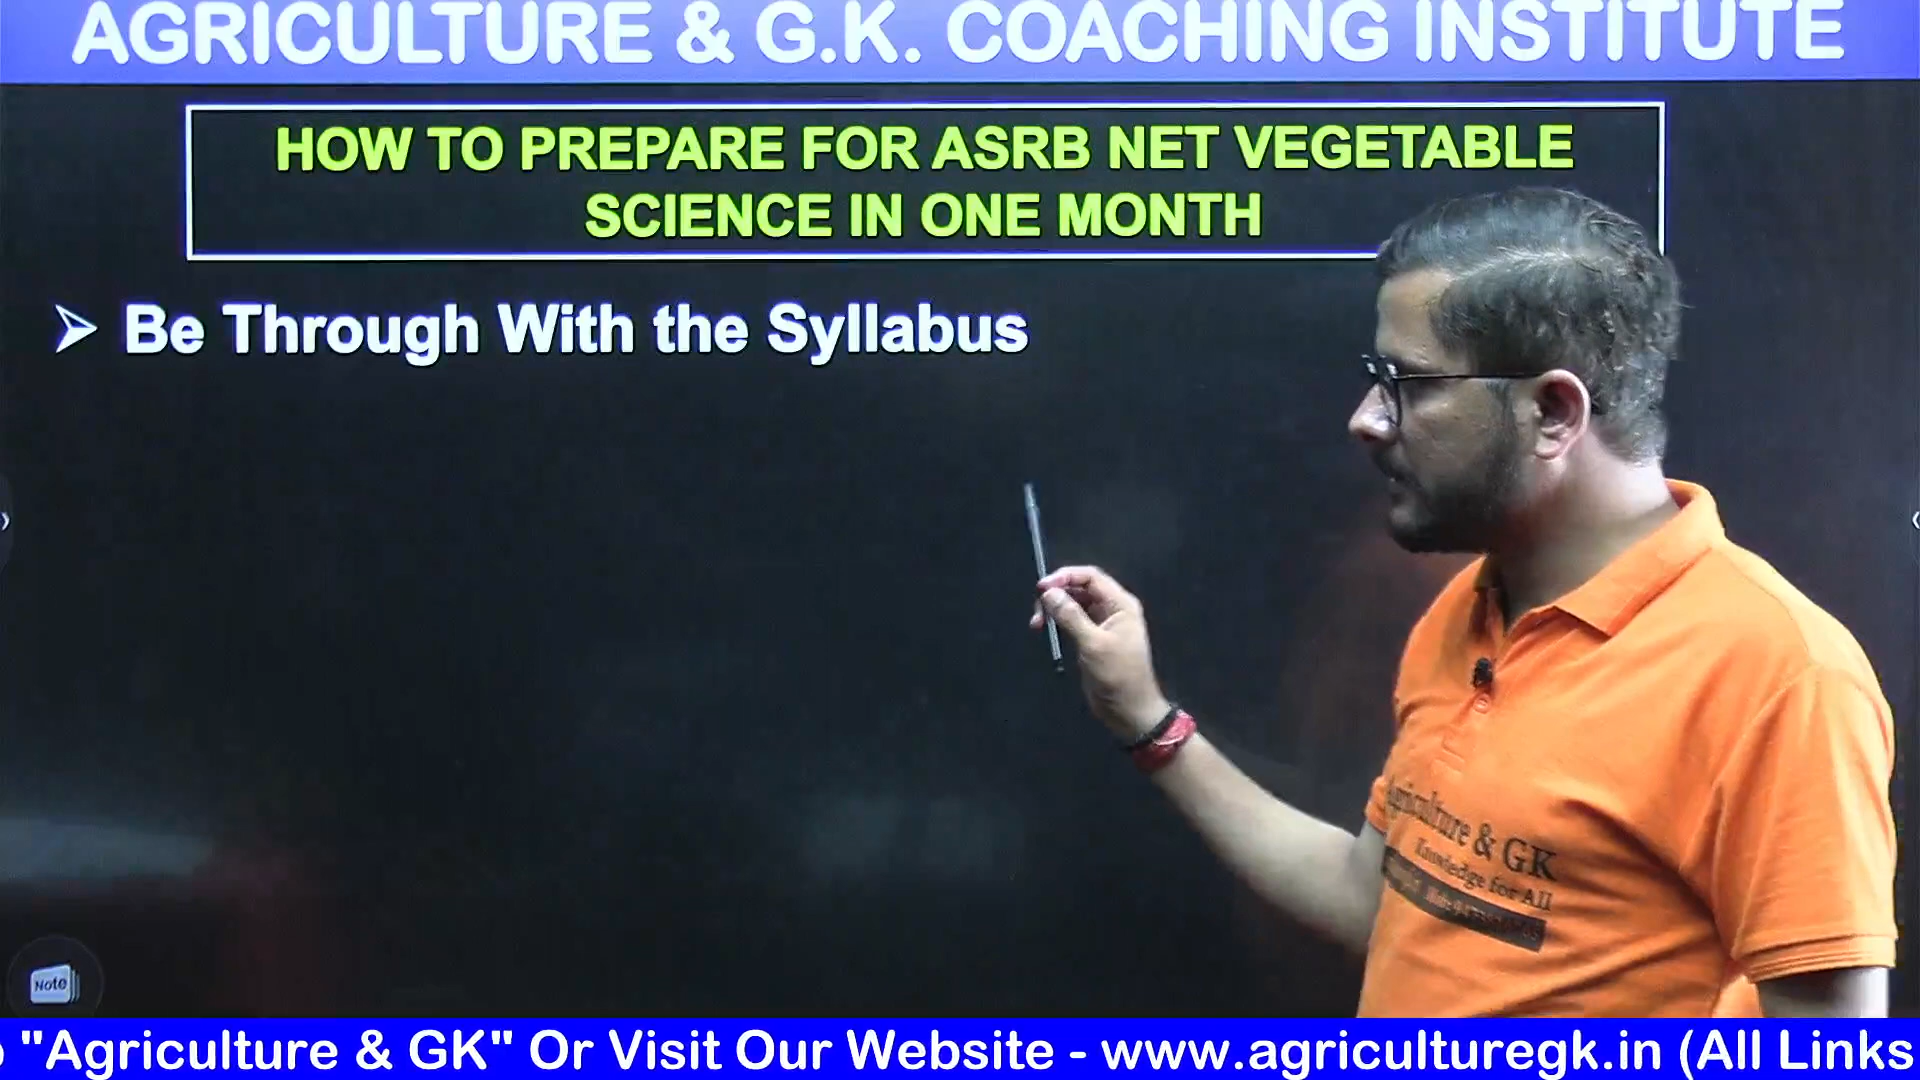 AGRICULTURE & G.K. COACHING INSTITUTE
HOW TO PREPARE FOR ASRB NET VEGETABLE
SCIENCE IN ONE MONTH
➢ Be Through With the Syllabus
Agriculture & GK
Knowledge for All
Note
"Agriculture & GK" Or Visit Our Website - www.agriculturegk.in (All Links